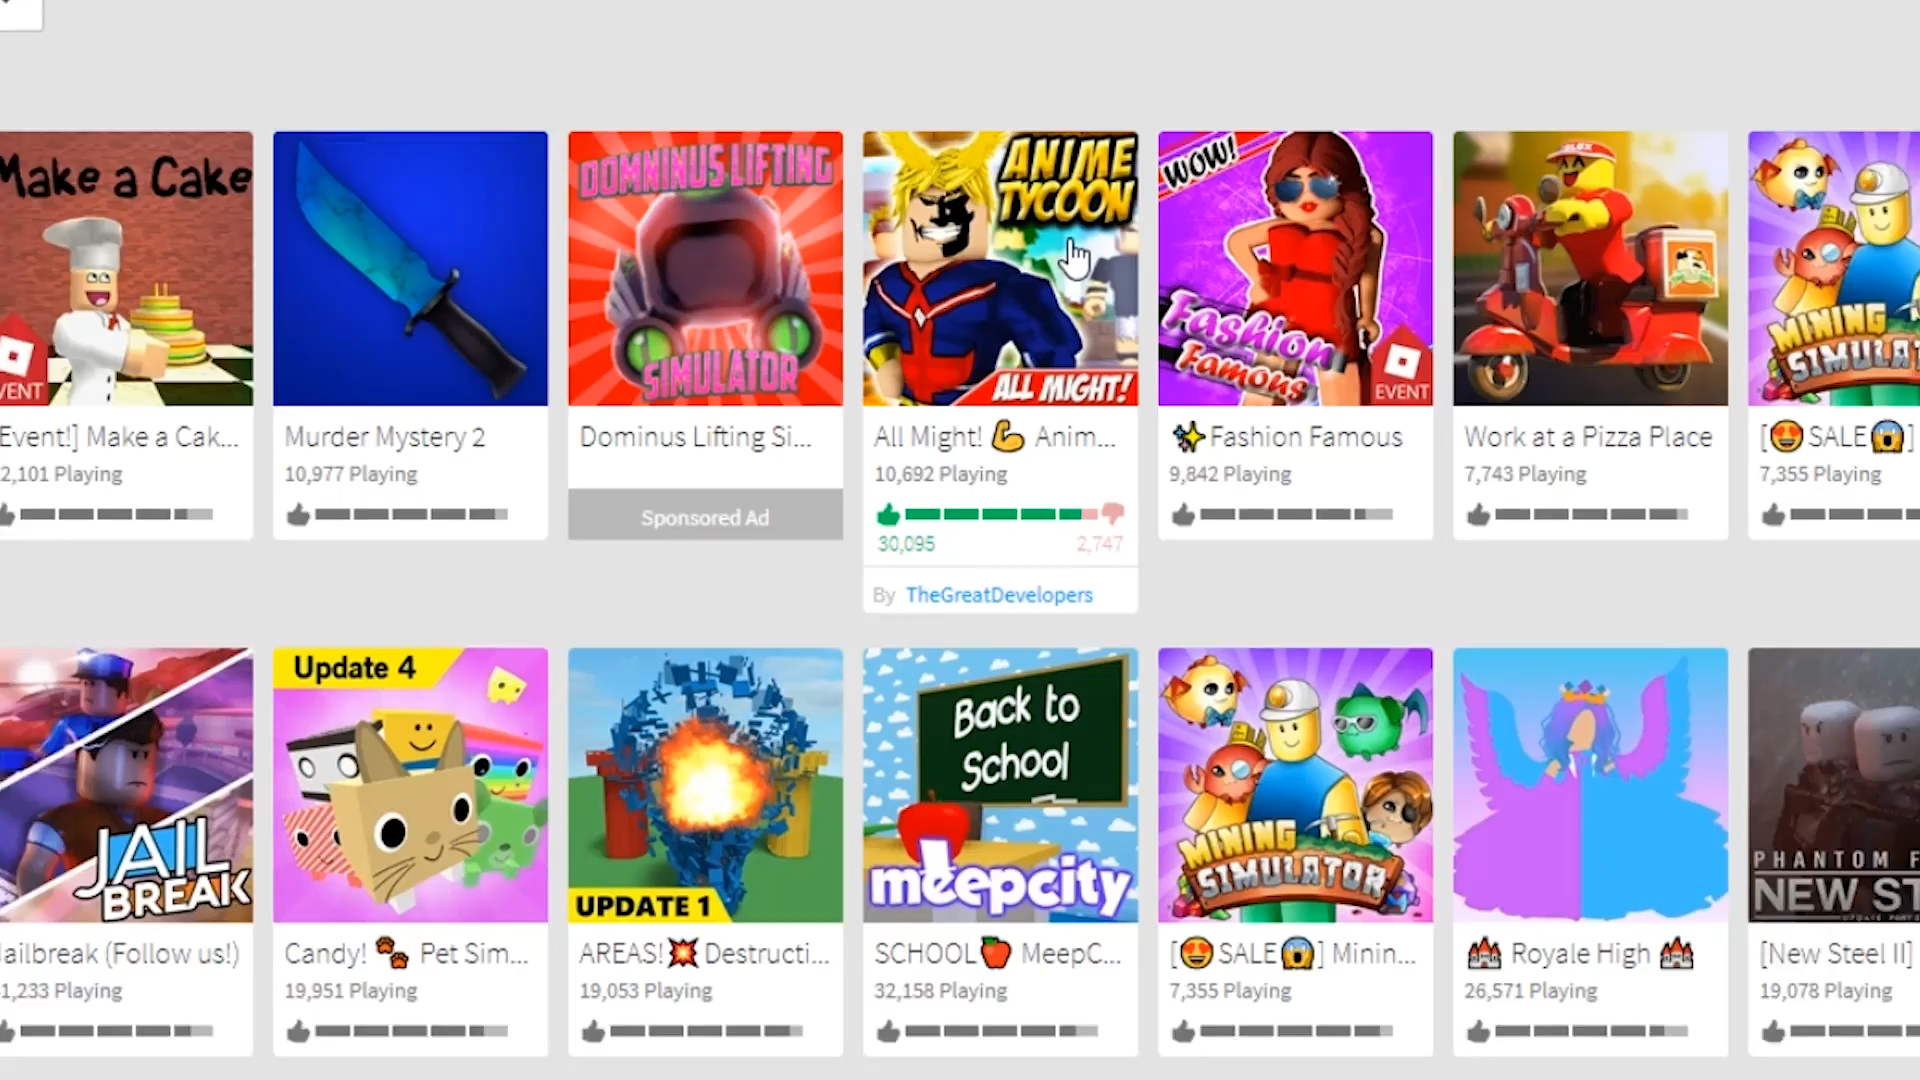 Make a Cake
EVENT
Event!] Make a Cak...
2,101 Playing
Murder Mystery 2
10,977 Playing
DOMNINUS LIFTING
SIMULATOR
Dominus Lifting Si...
Sponsored Ad
ANIME
TYCOON
ALL MIGHT!
All Might! 💪 Anim...
10,692 Playing
30,095
2,747
By TheGreatDevelopers
WOW!
Fashion
Famous
EVENT
✨Fashion Famous
9,842 Playing
Work at a Pizza Place
7,743 Playing
MINING
SIMULAT
[😍SALE😱]
7,355 Playing
JAIL
BREAK
Jailbreak (Follow us!)
1,233 Playing
Update 4
Candy! 🐾 Pet Sim...
19,951 Playing
UPDATE 1
AREAS!💥 Destructi...
19,053 Playing
Back to
School
meepcity
SCHOOL🍎 MeepC...
32,158 Playing
MINING
SIMULATOR
[😍SALE😱] Minin...
7,355 Playing
🏰 Royale High 🏰
26,571 Playing
PHANTOM F
NEW ST
[New Steel II]
19,078 Playing